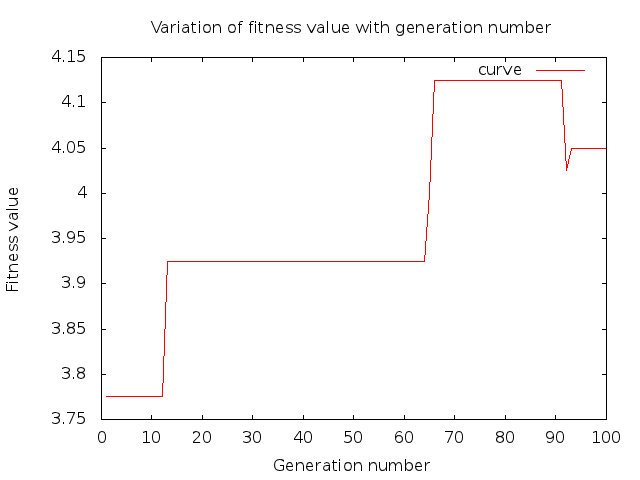 Variation of fitness value with generation number
4.15
4.1
4.05
4
3.95
3.9
3.85
3.8
3.75
Fitness value
curve
0 10 20 30 40 50 60 70 80 90 100
Generation number